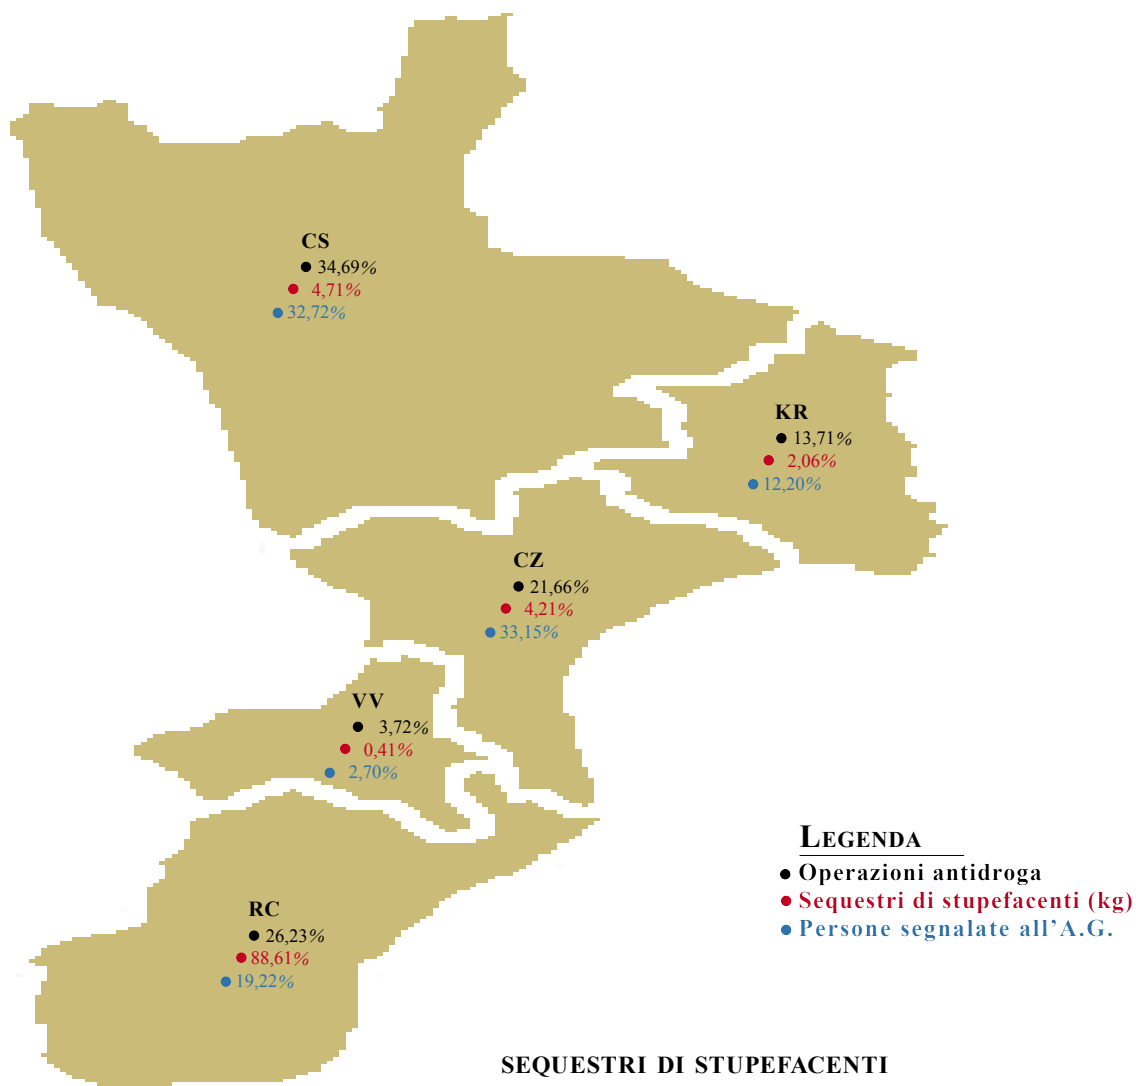 CS
34,69%
4,71%
32,72%
KR
13,71%
2,06%
12,20%
CZ
21,66%
4,21%
33,15%
VV
3,72%
0,41%
2,70%
RC
26,23%
88,61%
19,22%
LEGENDA
Operazioni antidroga
Sequestri di stupefacenti (kg)
Persone segnalate all'A.G.
SEQUESTRI DI STUPEFACENTI